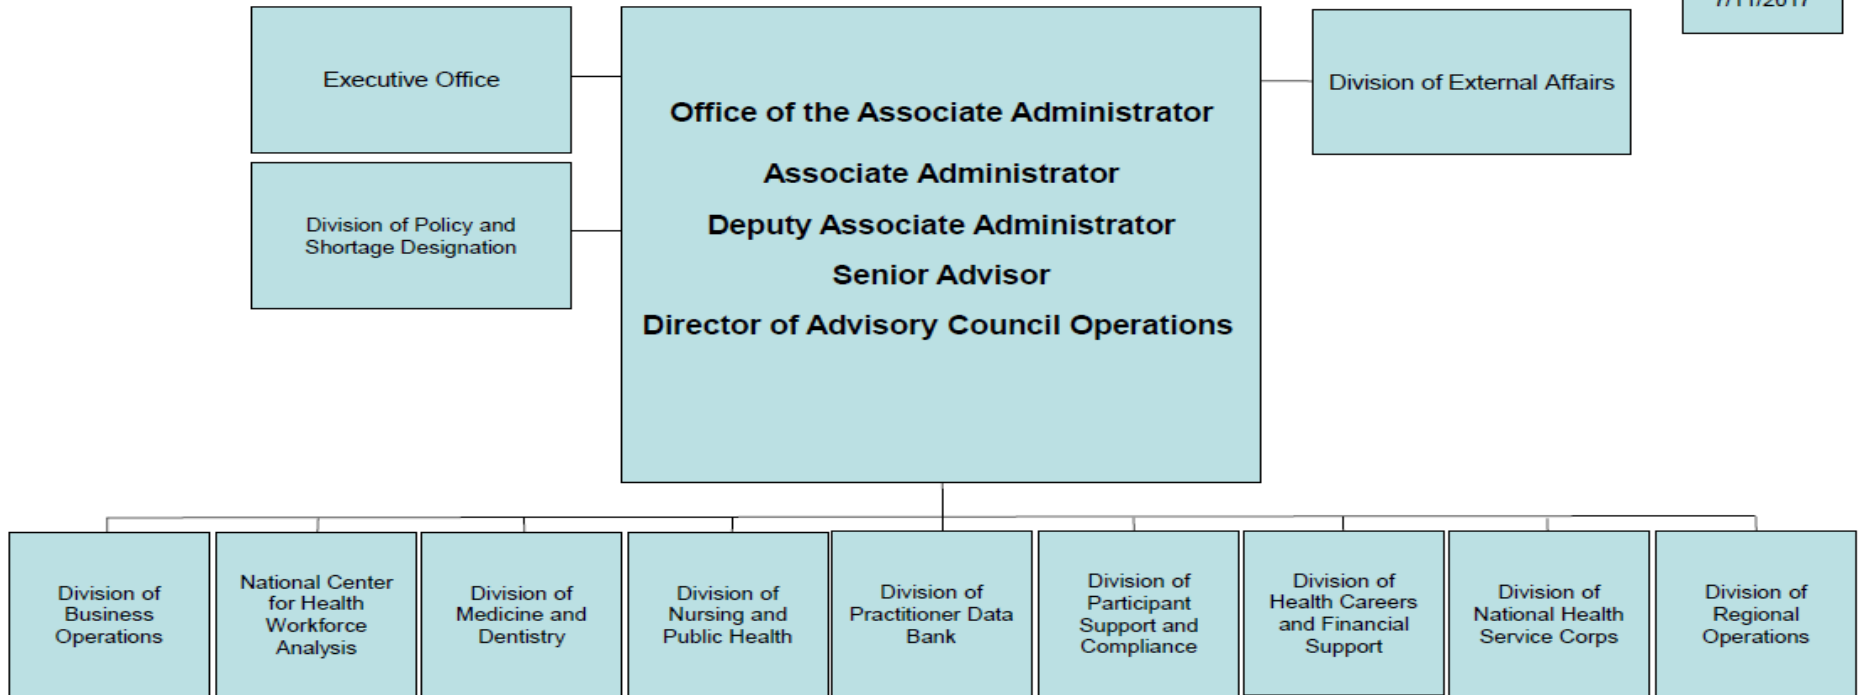 7/11/2017
Executive Office
Division of External Affairs
Office of the Associate Administrator
Associate Administrator
Deputy Associate Administrator
Senior Advisor
Director of Advisory Council Operations
Division of Policy and
Shortage Designation
Division of
Business
Operations
National Center
for Health
Workforce
Analysis
Division of
Medicine and
Dentistry
Division of
Nursing and
Public Health
Division of
Practitioner Data
Bank
Division of
Participant
Support and
Compliance
Division of
Health Careers
and Financial
Support
Division of
National Health
Service Corps
Division of
Regional
Operations